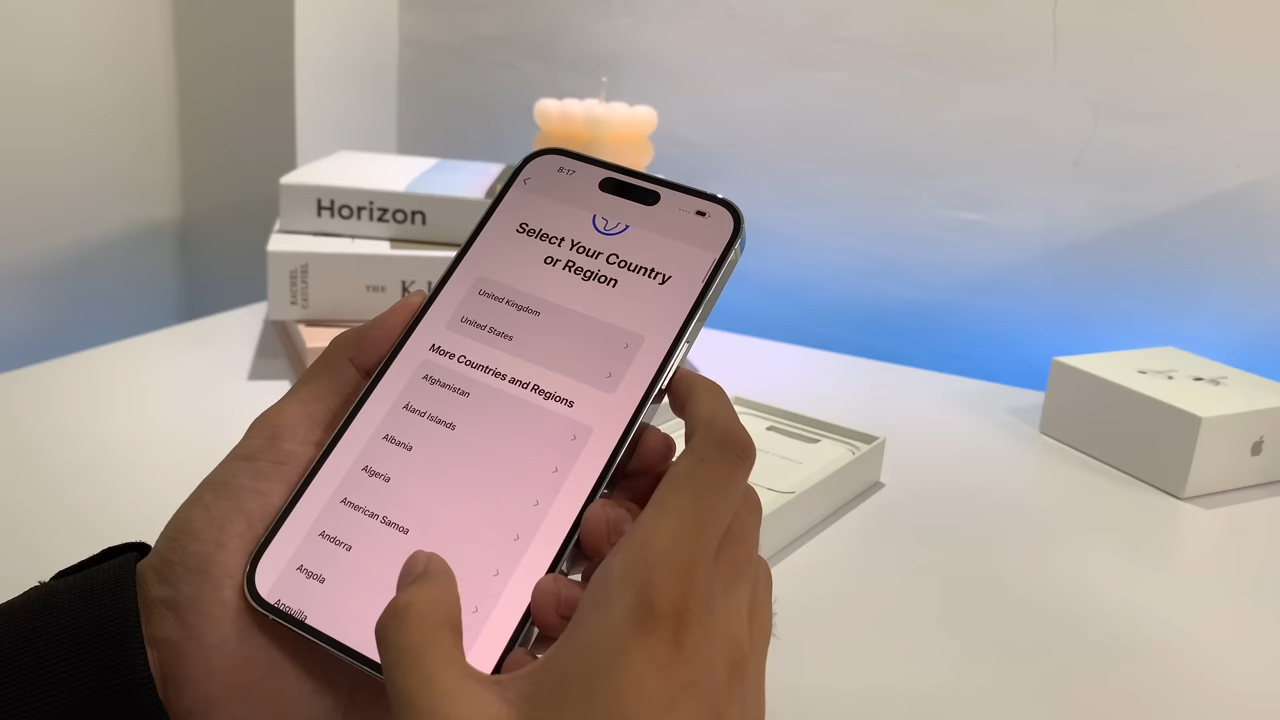 8:17
Select Your Country
or Region
United Kingdom
United States
More Countries and Regions
Afghanistan
Åland Islands
Albania
Algeria
American Samoa
Andorra
Angola
Anguilla
Horizon
RACHEL
THE